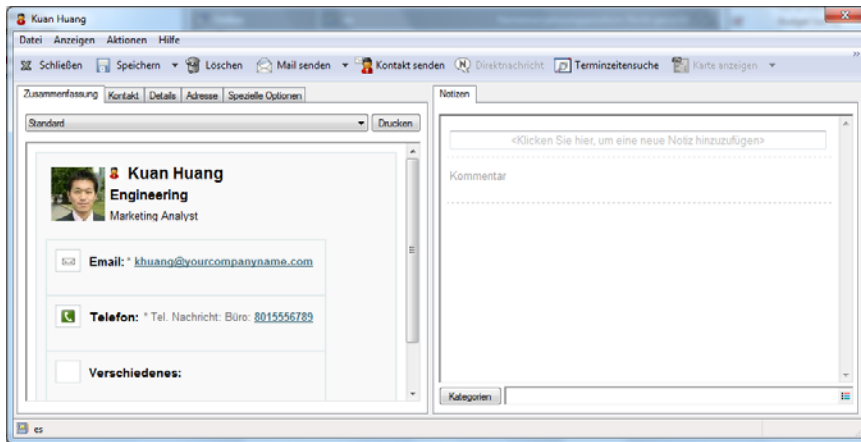 Kuan Huang
Datei Anzeigen Aktionen Hilfe
Schließen Speichern Löschen Mail senden Kontakt senden Direktnachricht Terminzeitensuche Karte anzeigen »
Zusammenfassung Kontakt Details Adresse Spezielle Optionen
Notizen
Standard Drucken
<Klicken Sie hier, um eine neue Notiz hinzuzufügen>
Kommentar
Kuan Huang
Engineering
Marketing Analyst
Email: * khuang@yourcompanyname.com
Telefon: * Tel. Nachricht: Büro: 8015556789
Verschiedenes:
Kategorien
es